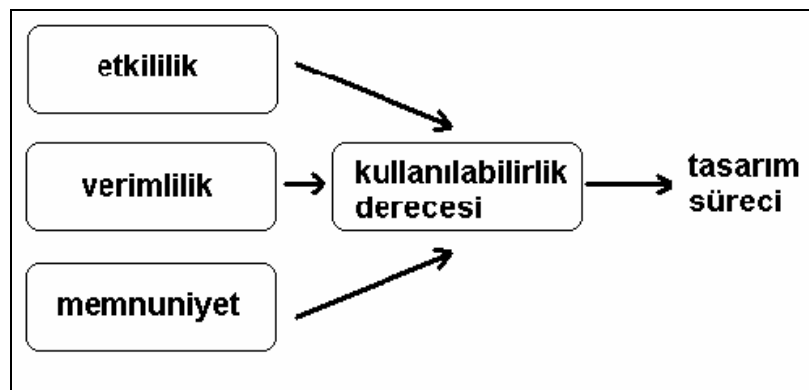 etkililik
verimlilik
memnuniyet
kullanılabilirlik
derecesi
tasarım
süreci